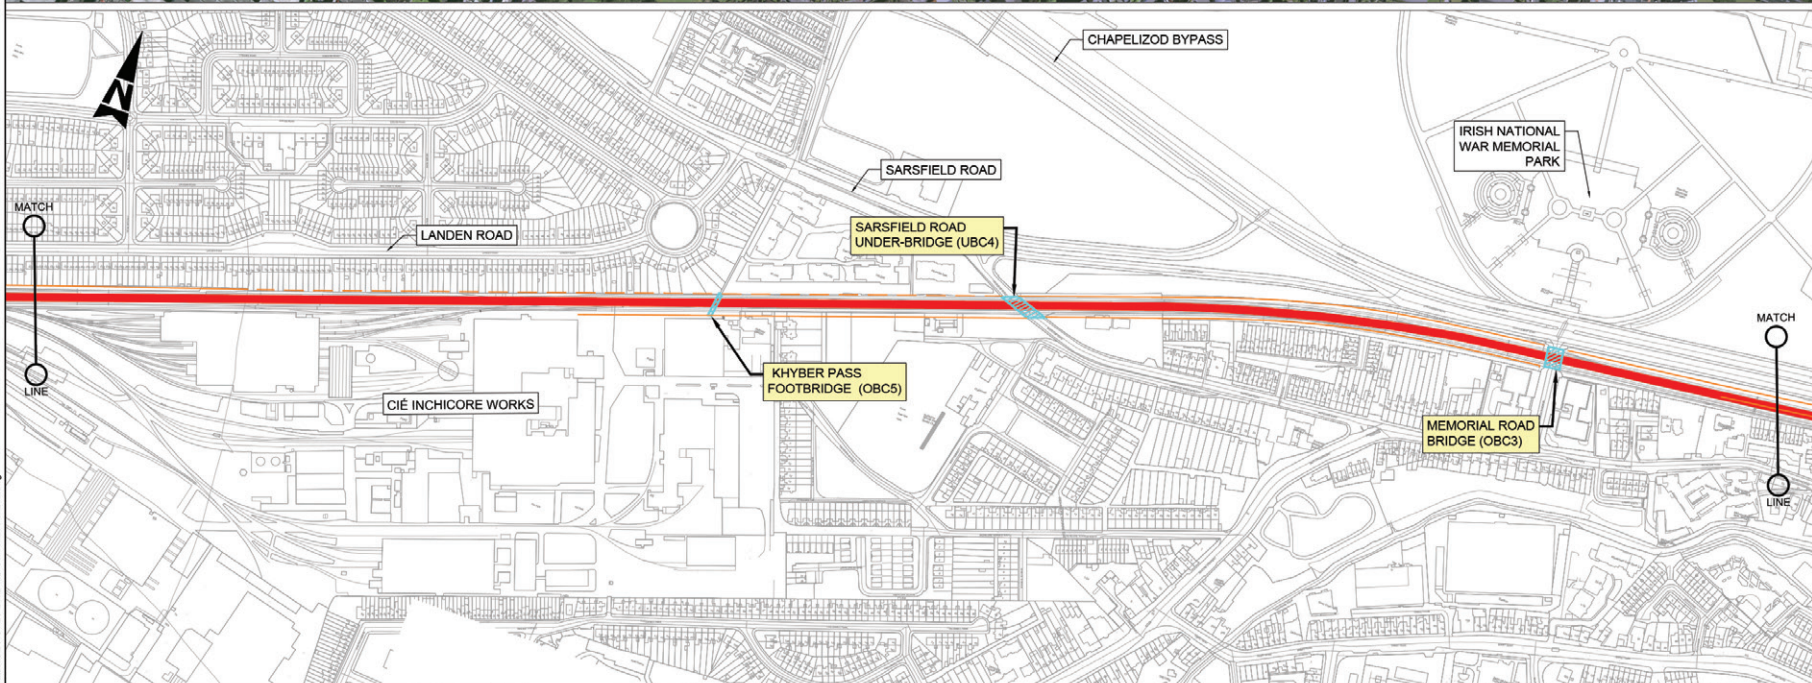 CHAPELIZOD BYPASS
N
IRISH NATIONAL
WAR MEMORIAL
PARK
SARSFIELD ROAD
MATCH
LANDEN ROAD
SARSFIELD ROAD
UNDER-BRIDGE (UBC4)
MATCH
LINE
KHYBER PASS
FOOTBRIDGE (OBC5)
CIÉ INCHICORE WORKS
MEMORIAL ROAD
BRIDGE (OBC3)
LINE